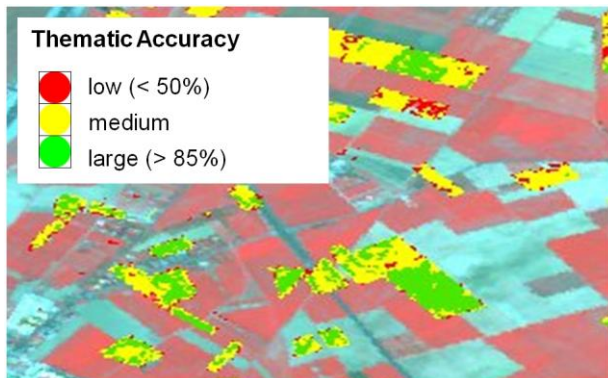 Thematic Accuracy
low (< 50%)
medium
large (> 85%)